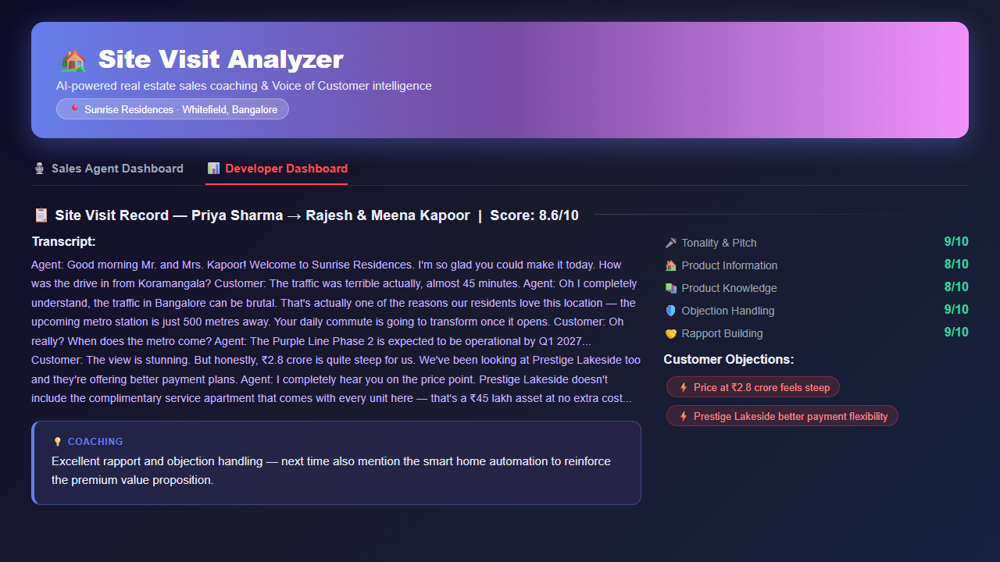 🏠 Site Visit Analyzer
AI-powered real estate sales coaching & Voice of Customer intelligence
📍 Sunrise Residences · Whitefield, Bangalore
🎙️ Sales Agent Dashboard
📊 Developer Dashboard
📋 Site Visit Record — Priya Sharma → Rajesh & Meena Kapoor | Score: 8.6/10
Transcript:
Agent: Good morning Mr. and Mrs. Kapoor! Welcome to Sunrise Residences. I'm so glad you could make it today. How
was the drive in from Koramangala? Customer: The traffic was terrible actually, almost 45 minutes. Agent: Oh I completely
understand, the traffic in Bangalore can be brutal. That's actually one of the reasons our residents love this location — the
upcoming metro station is just 500 metres away. Your daily commute is going to transform once it opens. Customer: Oh
really? When does the metro come? Agent: The Purple Line Phase 2 is expected to be operational by Q1 2027...
Customer: The view is stunning. But honestly, ₹2.8 crore is quite steep for us. We've been looking at Prestige Lakeside too
and they're offering better payment plans. Agent: I completely hear you on the price point. Prestige Lakeside doesn't
include the complimentary service apartment that comes with every unit here — that's a ₹45 lakh asset at no extra cost...
💡 COACHING
Excellent rapport and objection handling — next time also mention the smart home automation to reinforce
the premium value proposition.
🎤 Tonality & Pitch 9/10
🏠 Product Information 8/10
📚 Product Knowledge 8/10
🛡️ Objection Handling 9/10
🤝 Rapport Building 9/10
Customer Objections:
⚡ Price at ₹2.8 crore feels steep
⚡ Prestige Lakeside better payment flexibility